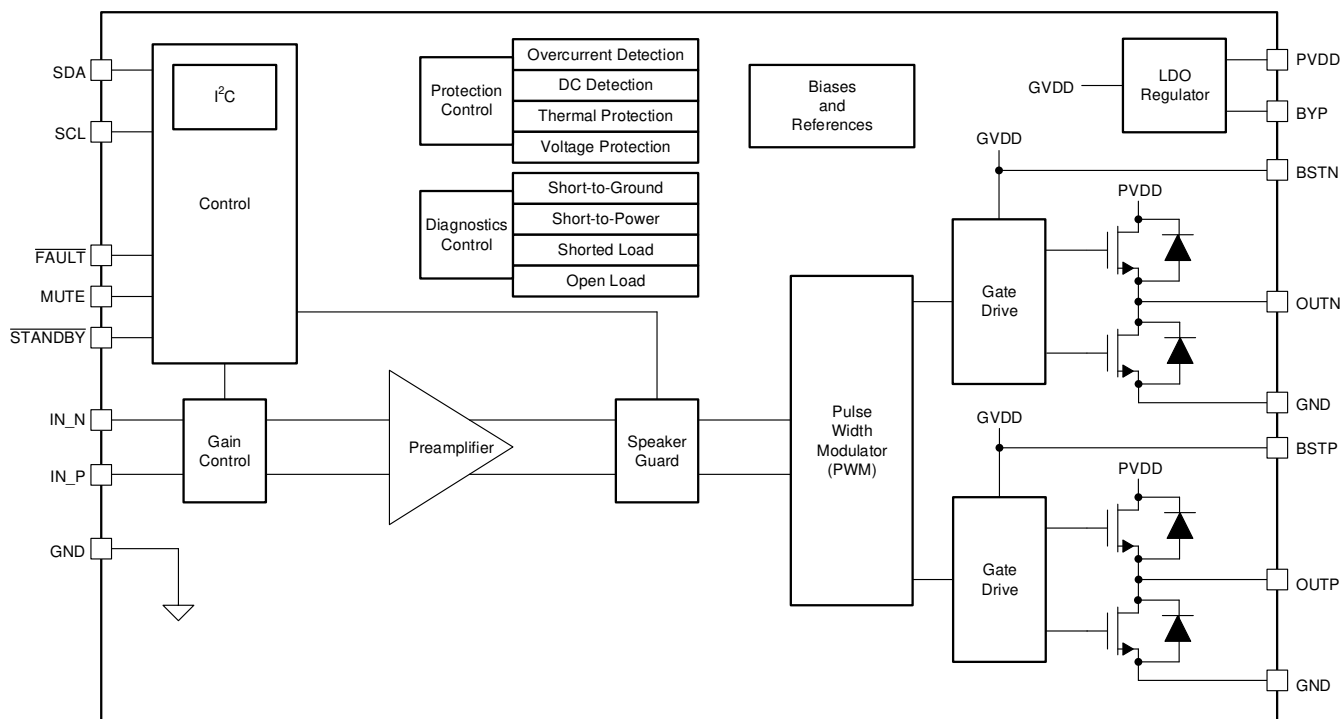 SDA
SCL
FAULT
MUTE
STANDBY
IN_N
IN_P
GND
I²C
Control
Gain
Control
Protection
Control
Overcurrent Detection
DC Detection
Thermal Protection
Voltage Protection
Diagnostics
Control
Short-to-Ground
Short-to-Power
Shorted Load
Open Load
Preamplifier
Speaker
Guard
Biases
and
References
Pulse
Width
Modulator
(PWM)
GVDD
LDO
Regulator
PVDD
BYP
GVDD
BSTN
PVDD
Gate
Drive
OUTN
GND
GVDD
BSTP
PVDD
Gate
Drive
OUTP
GND